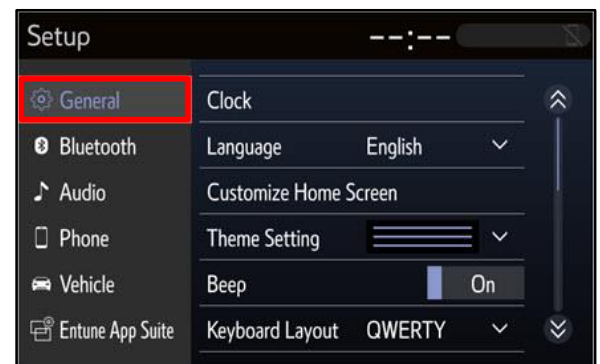 Setup --:--
General
Bluetooth
Audio
Phone
Vehicle
Entune App Suite
Clock
Language English
Customize Home Screen
Theme Setting
Beep On
Keyboard Layout QWERTY